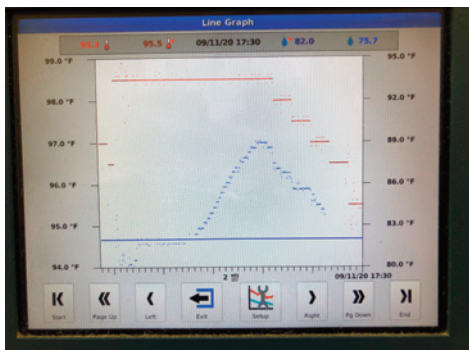 Line Graph
95.5 09/11/20 17:30 82.0 75.7
99.0 °F 95.0 °F
98.0 °F 92.0 °F
97.0 °F 89.0 °F
96.0 °F 86.0 °F
95.0 °F 83.0 °F
94.0 °F 80.0 °F
09/11/20 17:30
Start Page Up Left Exit Setup Right Pg Down End